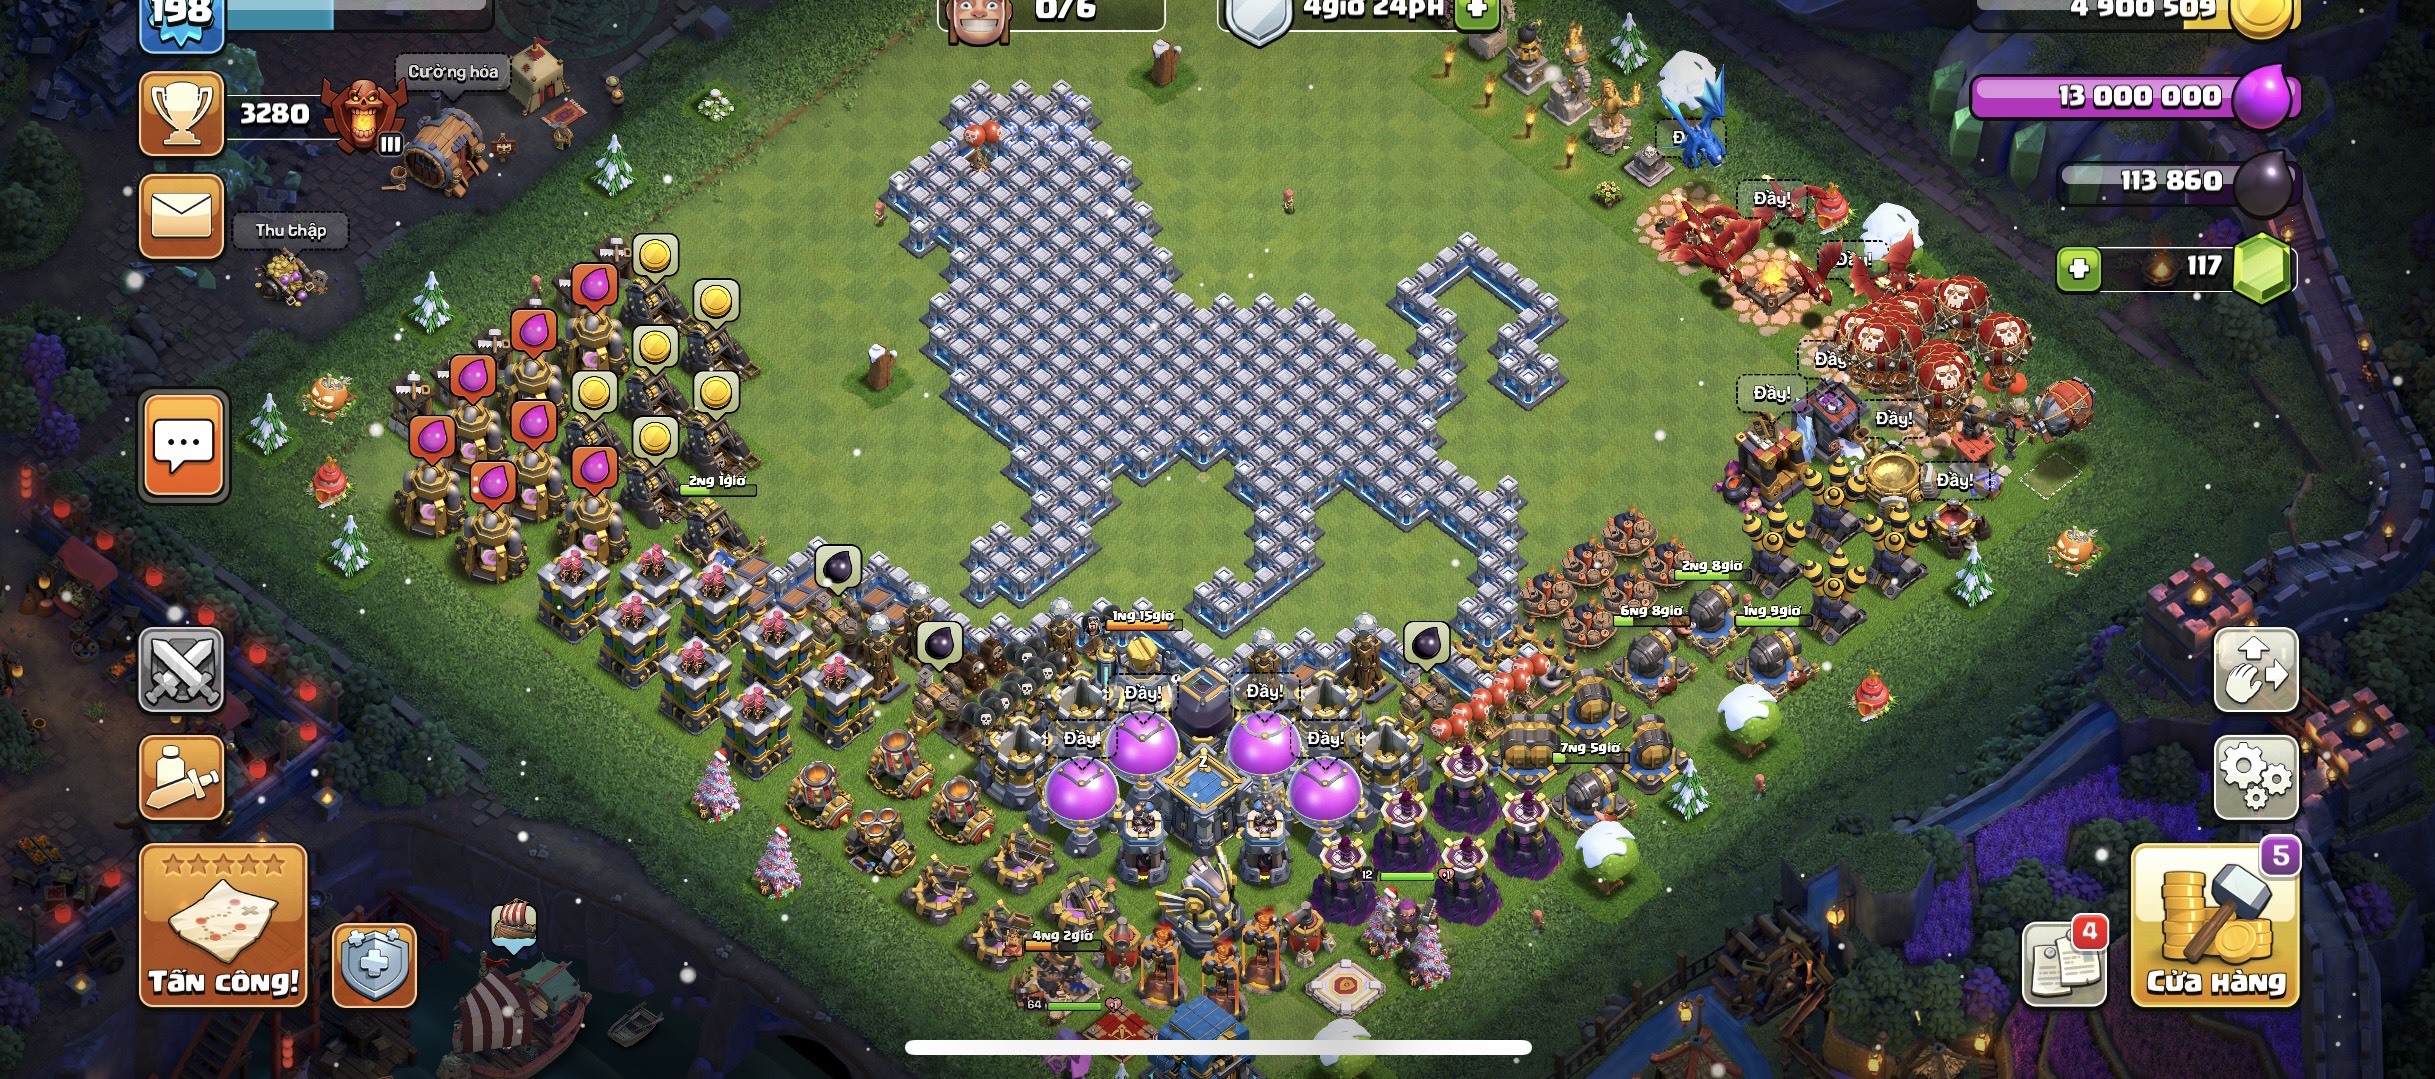 198
0/6
4giờ 24ph
4 900 509
Cường hóa
3280
III
13 000 000
113 860
Thu thập
117
Đầy!
Đầy!
Đầy!
Đầy!
Đầy!
2ng 1giờ
2ng 8giờ
6ng 8giờ
1ng 9giờ
1ng 15giờ
Đầy!
Đầy!
Đầy!
Đầy!
7ng 5giờ
2
12
4ng 2giờ
64
5
4
Tấn công!
Cửa hàng